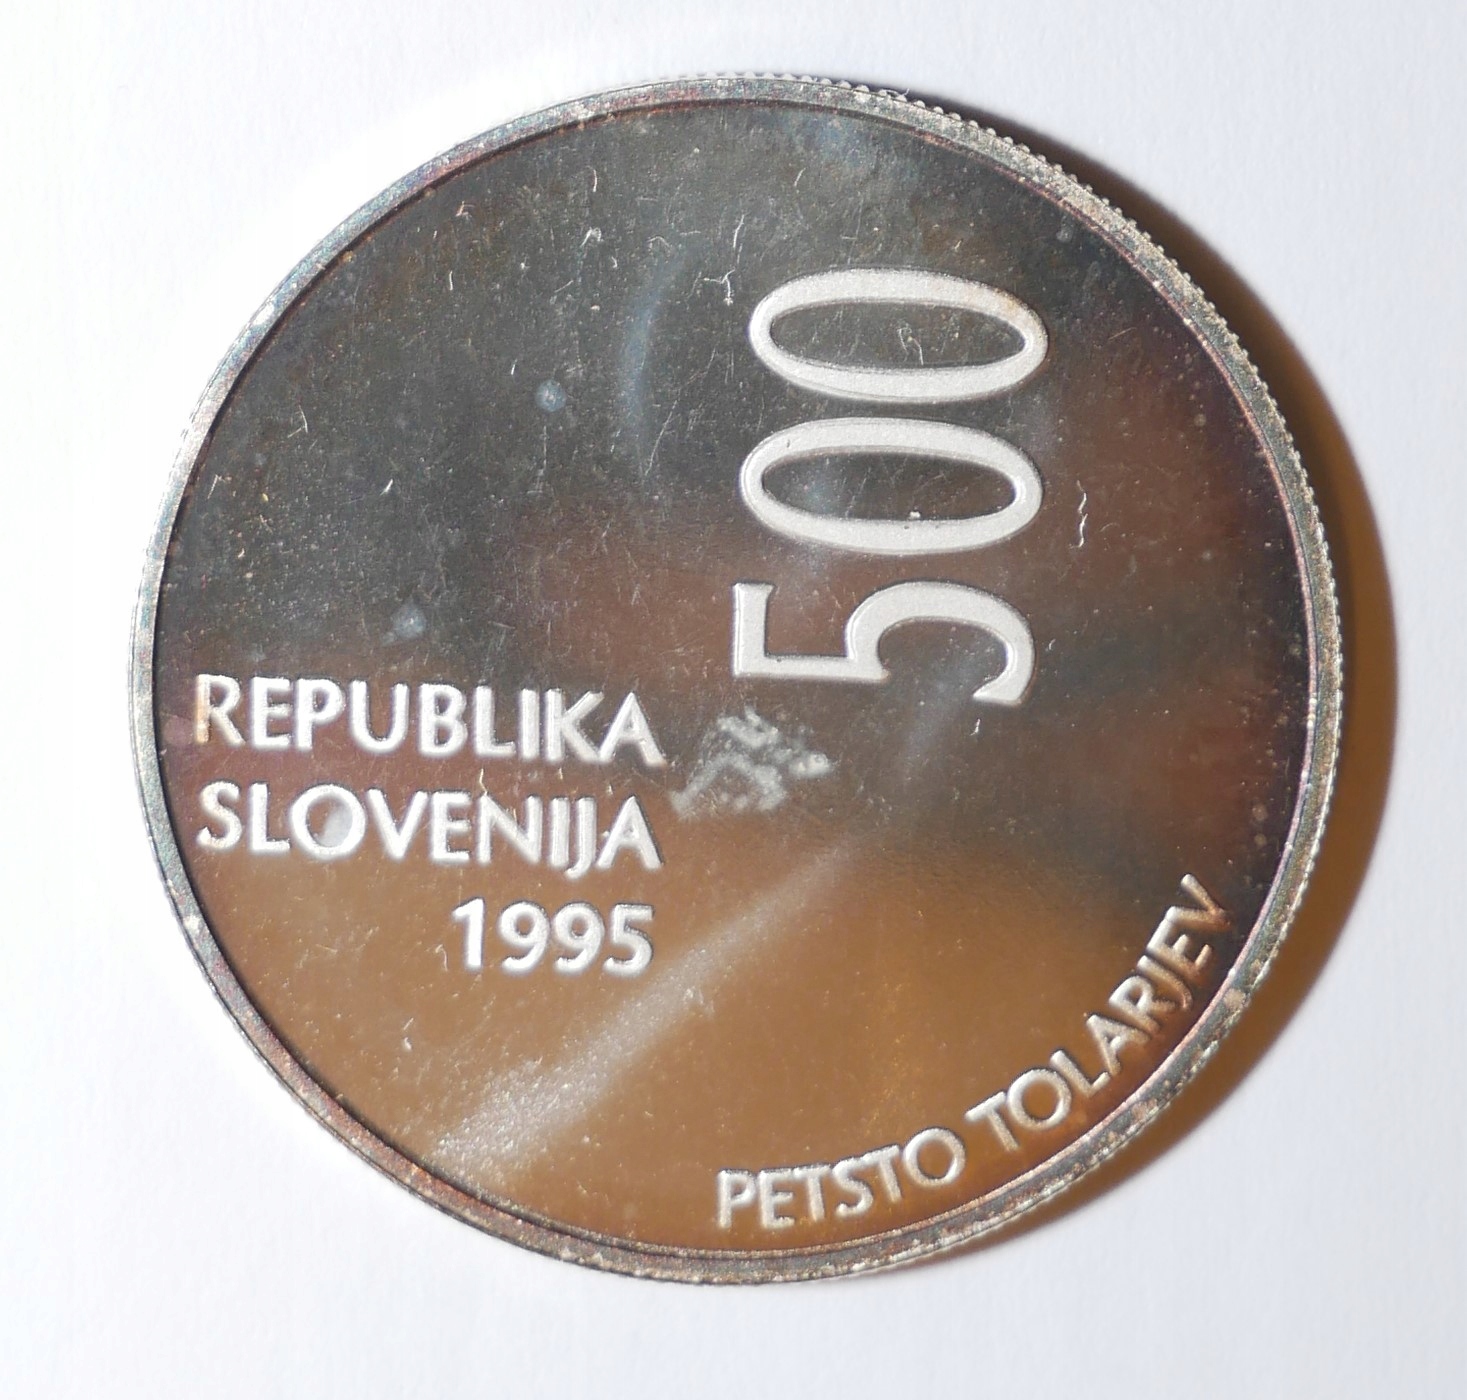 500
REPUBLIKA
SLOVENIJA
1995
PETSTO TOLARJEV